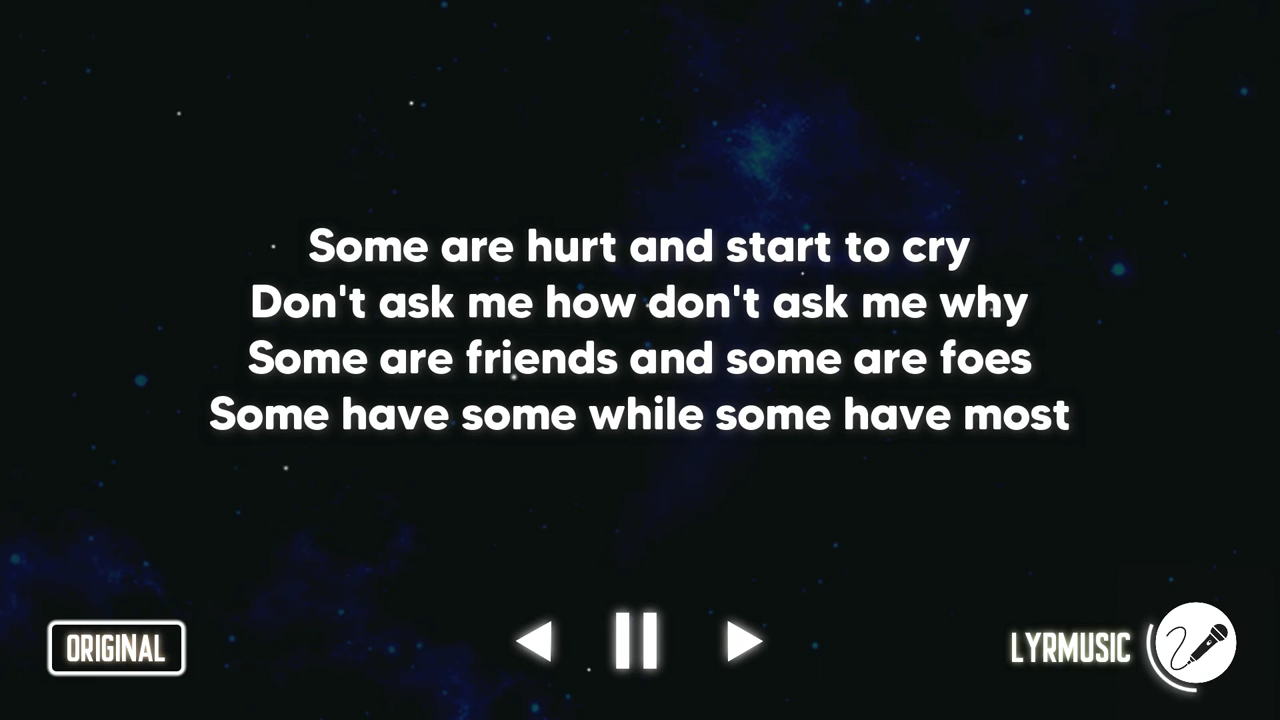 Some are hurt and start to cry
Don't ask me how don't ask me why
Some are friends and some are foes
Some have some while some have most
ORIGINAL
LYRMUSIC